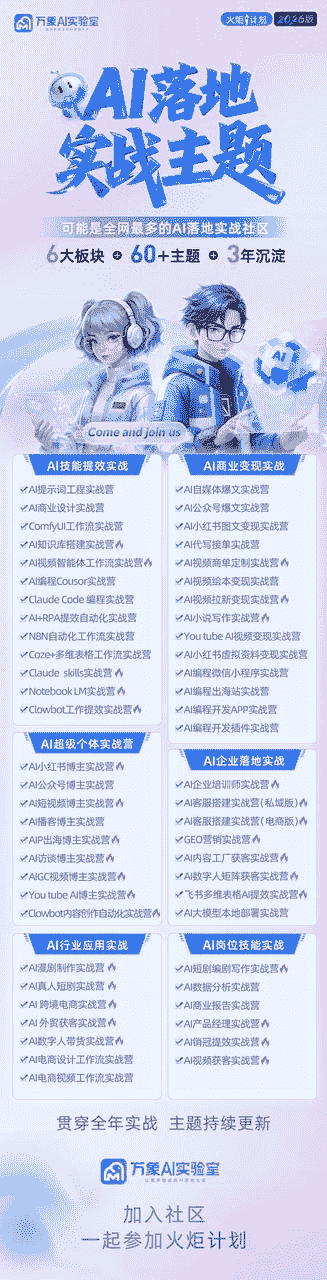 万象AI实验室
火炬计划 2026版
AI落地
实战主题
可能是全网最多的AI落地实战社区
6大板块 + 60+主题 + 3年沉淀
Come and join us
AI技能提效实战
AI提示词工程实战营
AI商业设计实战营
ComfyUI工作流实战营
AI知识库搭建实战营
AI视频智能体工作流实战营
AI编程Cousor实战营
Claude Code 编程实战营
AI+RPA提效自动化实战营
N8N自动化工作流实战营
Coze+多维表格工作流实战营
Claude skills实战营
Notebook LM实战营
Clowbot工作提效实战营
AI商业变现实战
AI自媒体爆文实战营
AI公众号爆文实战营
AI小红书图文变现实战营
AI代写接单实战营
AI视频商单定制实战营
AI视频绘本变现实战营
AI视频拉新变现实战营
AI小说写作实战营
You tube AI视频变现实战营
AI小红书虚拟资料变现实战营
AI编程微信小程序实战营
AI编程出海站实战营
AI编程开发APP实战营
AI编程开发插件实战营
AI超级个体实战营
AI小红书博主实战营
AI公众号博主实战营
AI短视频博主实战营
AI播客博主实战营
AIP出海博主实战营
AI访谈博主实战营
AIGC视频博主实战营
You tube AI博主实战营
Clowbot内容创作自动化实战营
AI企业落地实战
AI企业培训师实战营
AI客服搭建实战营(私域版)
AI客服搭建实战营(电商版)
GEO营销实战营
AI内容工厂获客实战营
AI数字人矩阵获客实战营
飞书多维表格AI提效实战营
AI大模型本地部署实战营
AI行业应用实战
AI漫剧制作实战营
AI真人短剧实战营
AI 跨境电商实战营
AI 外贸获客实战营
AI数字人带货实战营
AI电商设计工作流实战营
AI电商视频工作流实战营
AI岗位技能实战
AI短剧编剧写作实战营
AI数据分析实战营
AI商业报告实战营
AI产品经理实战营
AI销冠提效实战营
AI视频获客实战营
贯穿全年实战 主题持续更新
万象AI实验室
加入社区
一起参加火炬计划